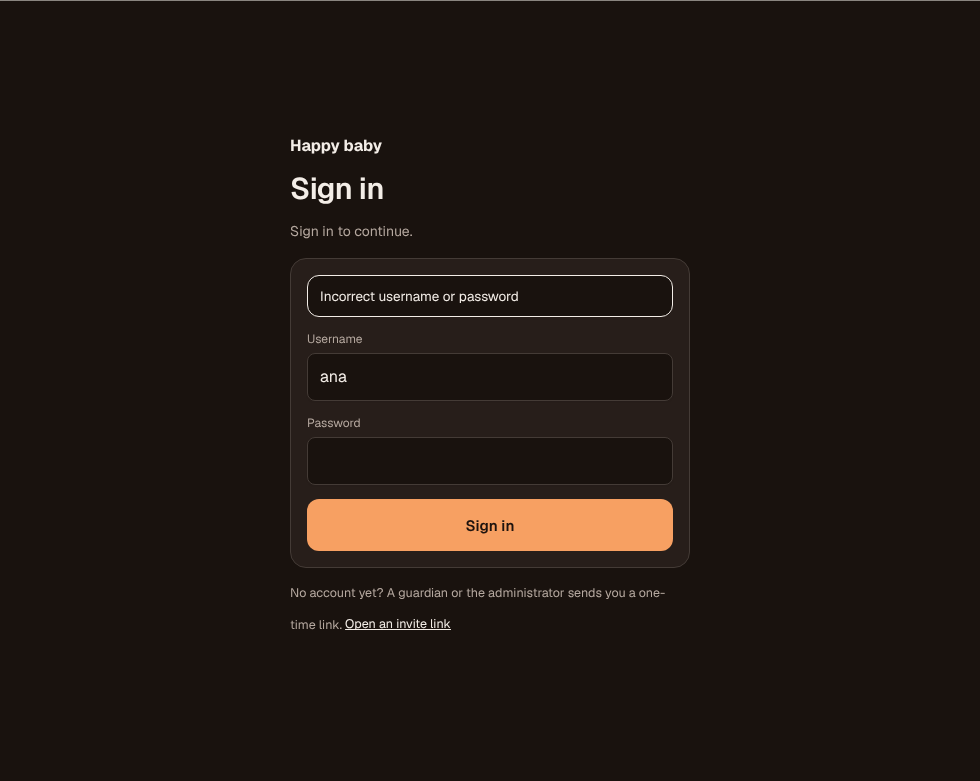 Happy baby
Sign in
Sign in to continue.
Incorrect username or password
Username
ana
Password
Sign in
No account yet? A guardian or the administrator sends you a one-
time link. Open an invite link